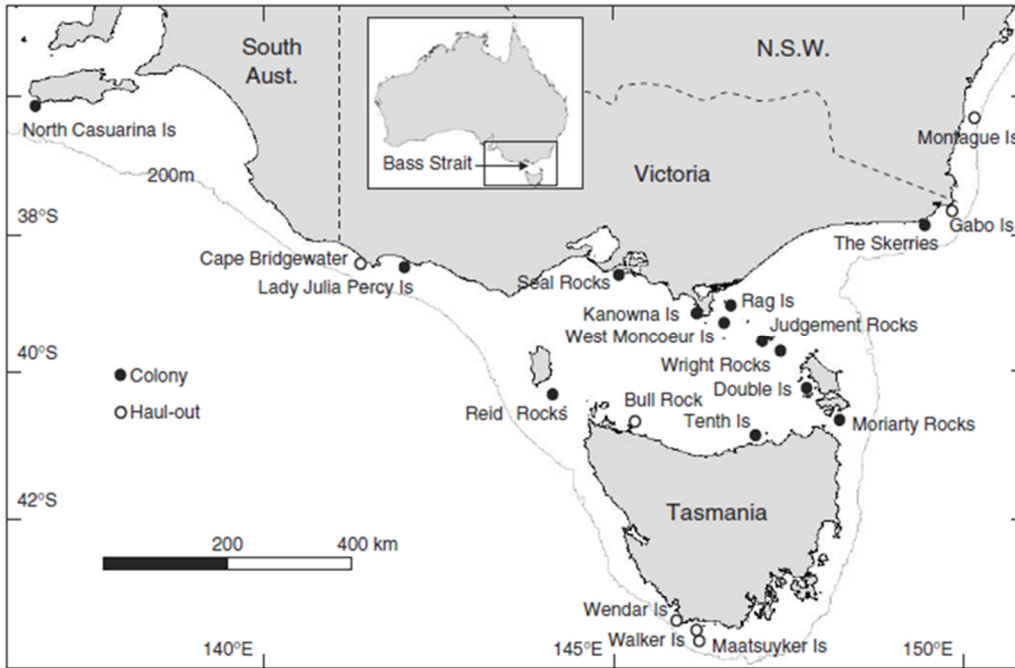 South
Aust.
N.S.W.
North Casuarina Is
200m
Bass Strait
Victoria
Montague Is
38°S
Gabo Is
The Skerries
Cape Bridgewater
Lady Julia Percy Is
Seal Rocks
Kanowna Is
Rag Is
West Moncoeur Is
Judgement Rocks
Wright Rocks
40°S
Colony
Double Is
Haul-out
Reid Rocks
Bull Rock
Tenth Is
Moriarty Rocks
42°S
Tasmania
200
400 km
Wendar Is
Walker Is
Maatsuyker Is
140°E
145°E
150°E